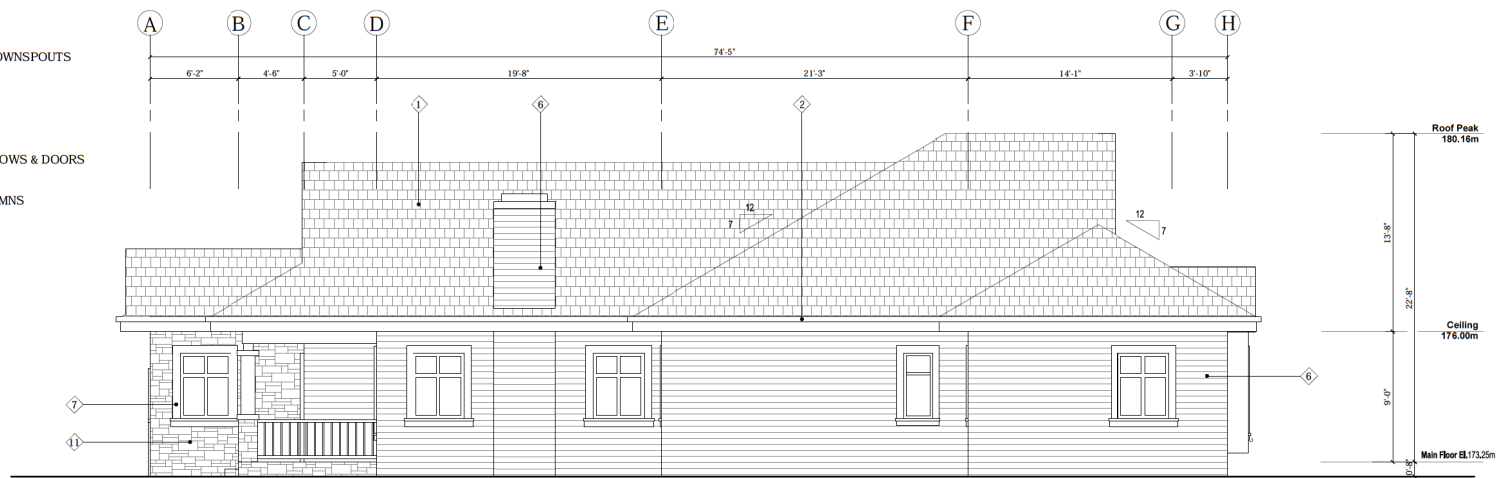 A B C D E F G H
74'-5"
6'-2" 4'-6" 5'-0" 19'-8" 21'-3" 14'-1" 3'-10"
OWNSPOUTS
1 6 2
OWS & DOORS
MNS
Roof Peak
180.16m
12
7
12
7
13'-8"
22'-8"
Ceiling
176.00m
6
9'-0"
7
11
Main Floor El.173.25m
0'-8"